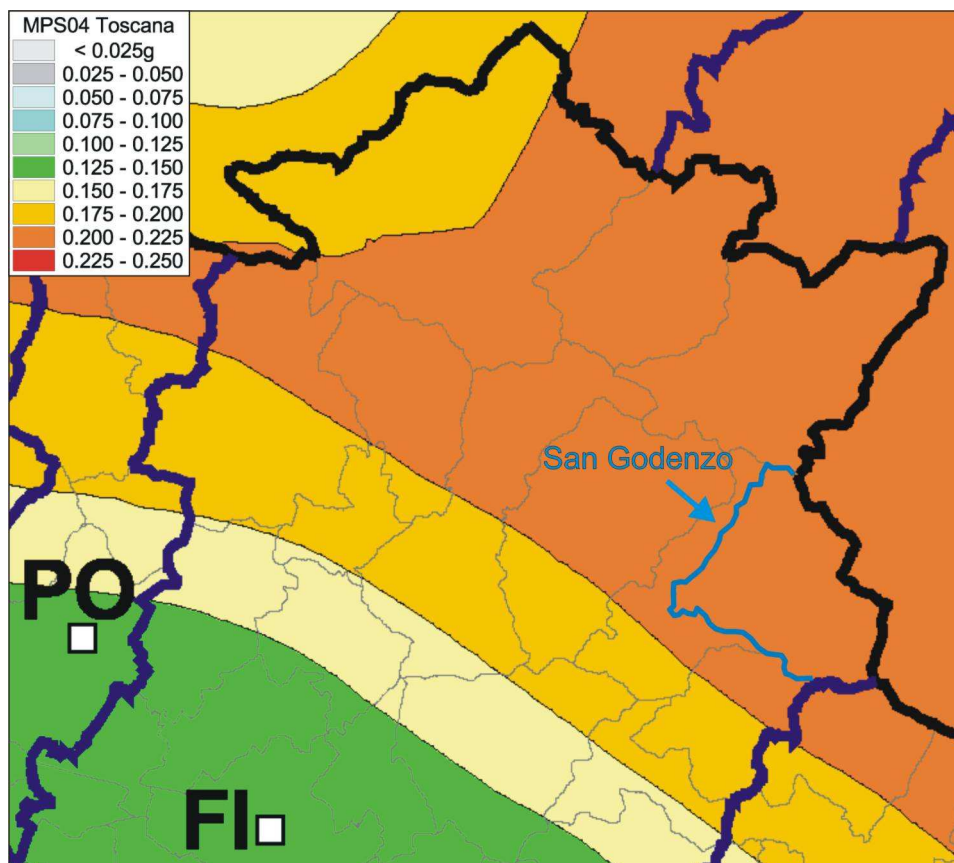 MPS04 Toscana
< 0.025g
0.025 - 0.050
0.050 - 0.075
0.075 - 0.100
0.100 - 0.125
0.125 - 0.150
0.150 - 0.175
0.175 - 0.200
0.200 - 0.225
0.225 - 0.250
San Godenzo
PO
FI